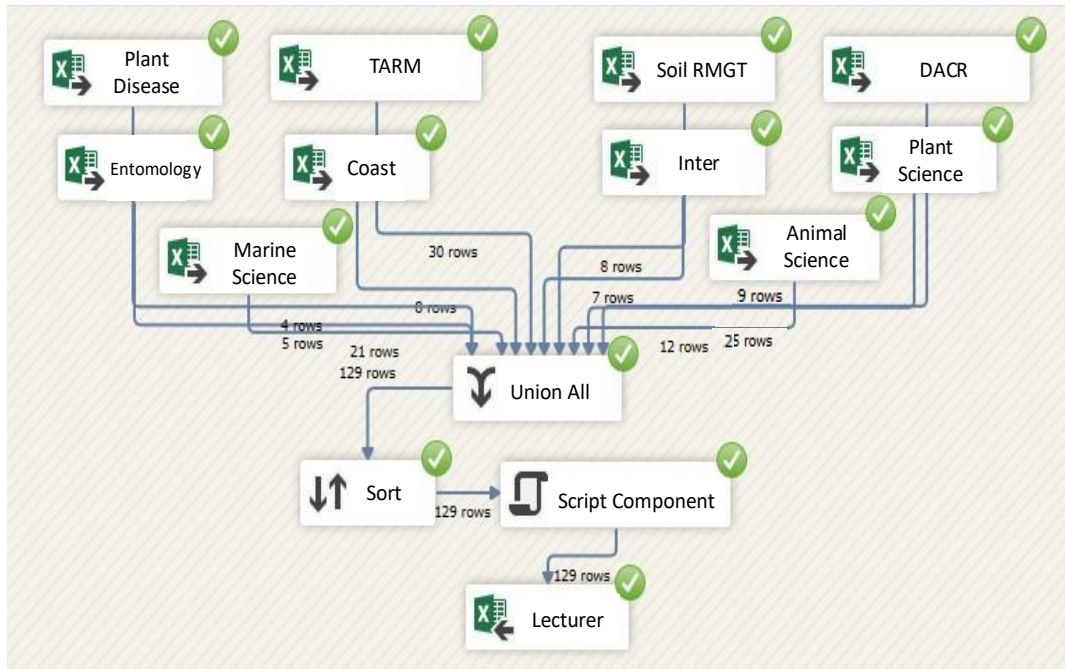 Plant
Disease
TARM
Soil RMGT
DACR
Entomology
Coast
Inter
Plant
Science
Marine
Science
Animal
Science
30 rows
8 rows
8 rows
7 rows
9 rows
4 rows
5 rows
21 rows
12 rows
25 rows
129 rows
Union All
Sort
129 rows
Script Component
129 rows
Lecturer